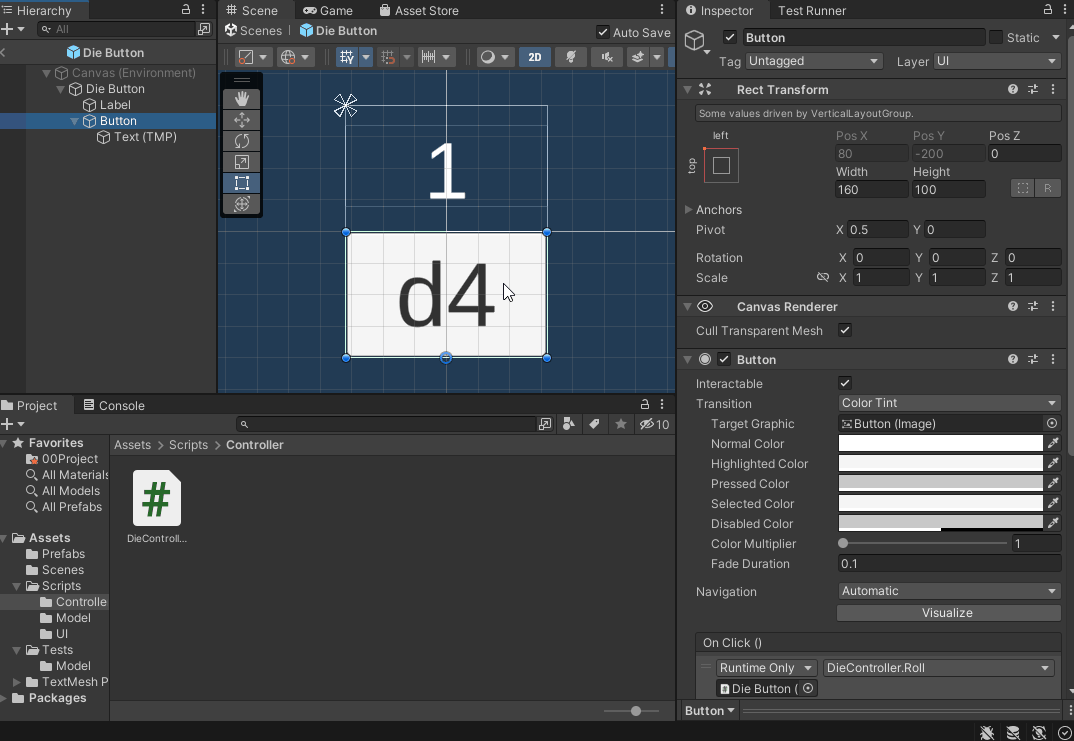 Hierarchy
All
Die Button
Canvas (Environment)
Die Button
Label
Button
Text (TMP)
Scene
Game
Asset Store
Scenes
Die Button
Auto Save
2D
1
d4
Project
Console
10
Favorites
00Project
All Materials
All Models
All Prefabs
Assets
Prefabs
Scenes
Scripts
Controlle
Model
UI
Tests
Model
TextMesh P
Packages
Assets > Scripts > Controller
DieControll...
Inspector
Test Runner
Button
Static
Tag Untagged
Layer UI
Rect Transform
Some values driven by VerticalLayoutGroup.
left
top
Pos X Pos Y Pos Z
80 -200 0
Width Height
160 100
R
Anchors
Pivot X 0.5 Y 0
Rotation X 0 Y 0 Z 0
Scale X 1 Y 1 Z 1
Canvas Renderer
Cull Transparent Mesh
Button
Interactable
Transition Color Tint
Target Graphic Button (Image)
Normal Color
Highlighted Color
Pressed Color
Selected Color
Disabled Color
Color Multiplier 1
Fade Duration 0.1
Navigation Automatic
Visualize
On Click ()
Runtime Only DieController.Roll
Die Button (
Button